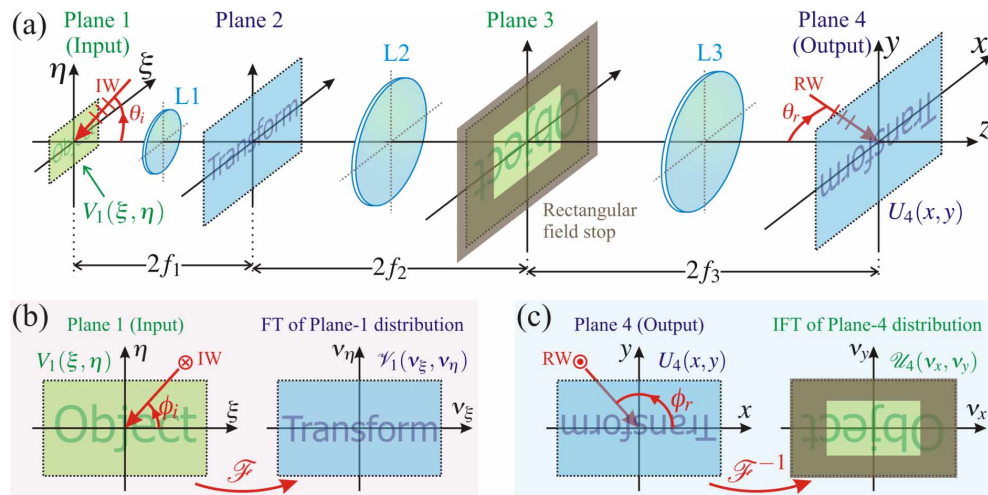 (a)
Plane 1
(Input)
Plane 2
Plane 3
Plane 4
(Output)
η
ξ
IW
θi
L1
L2
L3
y
x
RW
θr
z
Object
Transform
Object
Transform
V1(ξ, η)
Rectangular
field stop
U4(x, y)
2f1
2f2
2f3
(b)
Plane 1 (Input)
FT of Plane-1 distribution
V1(ξ, η)
η
IW
νη
𝒱1(νξ, νη)
ϕi
ξ
νξ
Object
Transform
ℱ
(c)
Plane 4 (Output)
IFT of Plane-4 distribution
RW
y
U4(x, y)
νy
𝒰4(νx, νy)
ϕr
x
νx
Transform
Object
ℱ−1